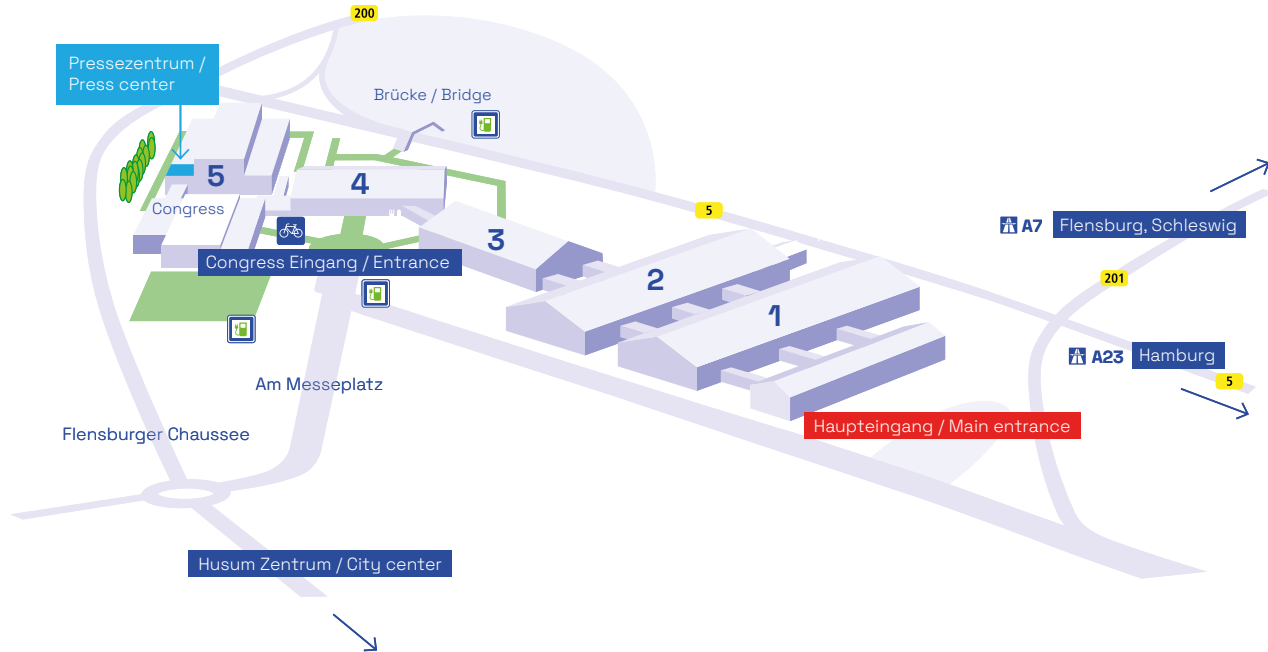 200
Pressezentrum /
Press center
Brücke / Bridge
5
4
Congress
5
3
A7 Flensburg, Schleswig
Congress Eingang / Entrance
2
201
1
A23 Hamburg
5
Am Messeplatz
Haupteingang / Main entrance
Flensburger Chaussee
Husum Zentrum / City center